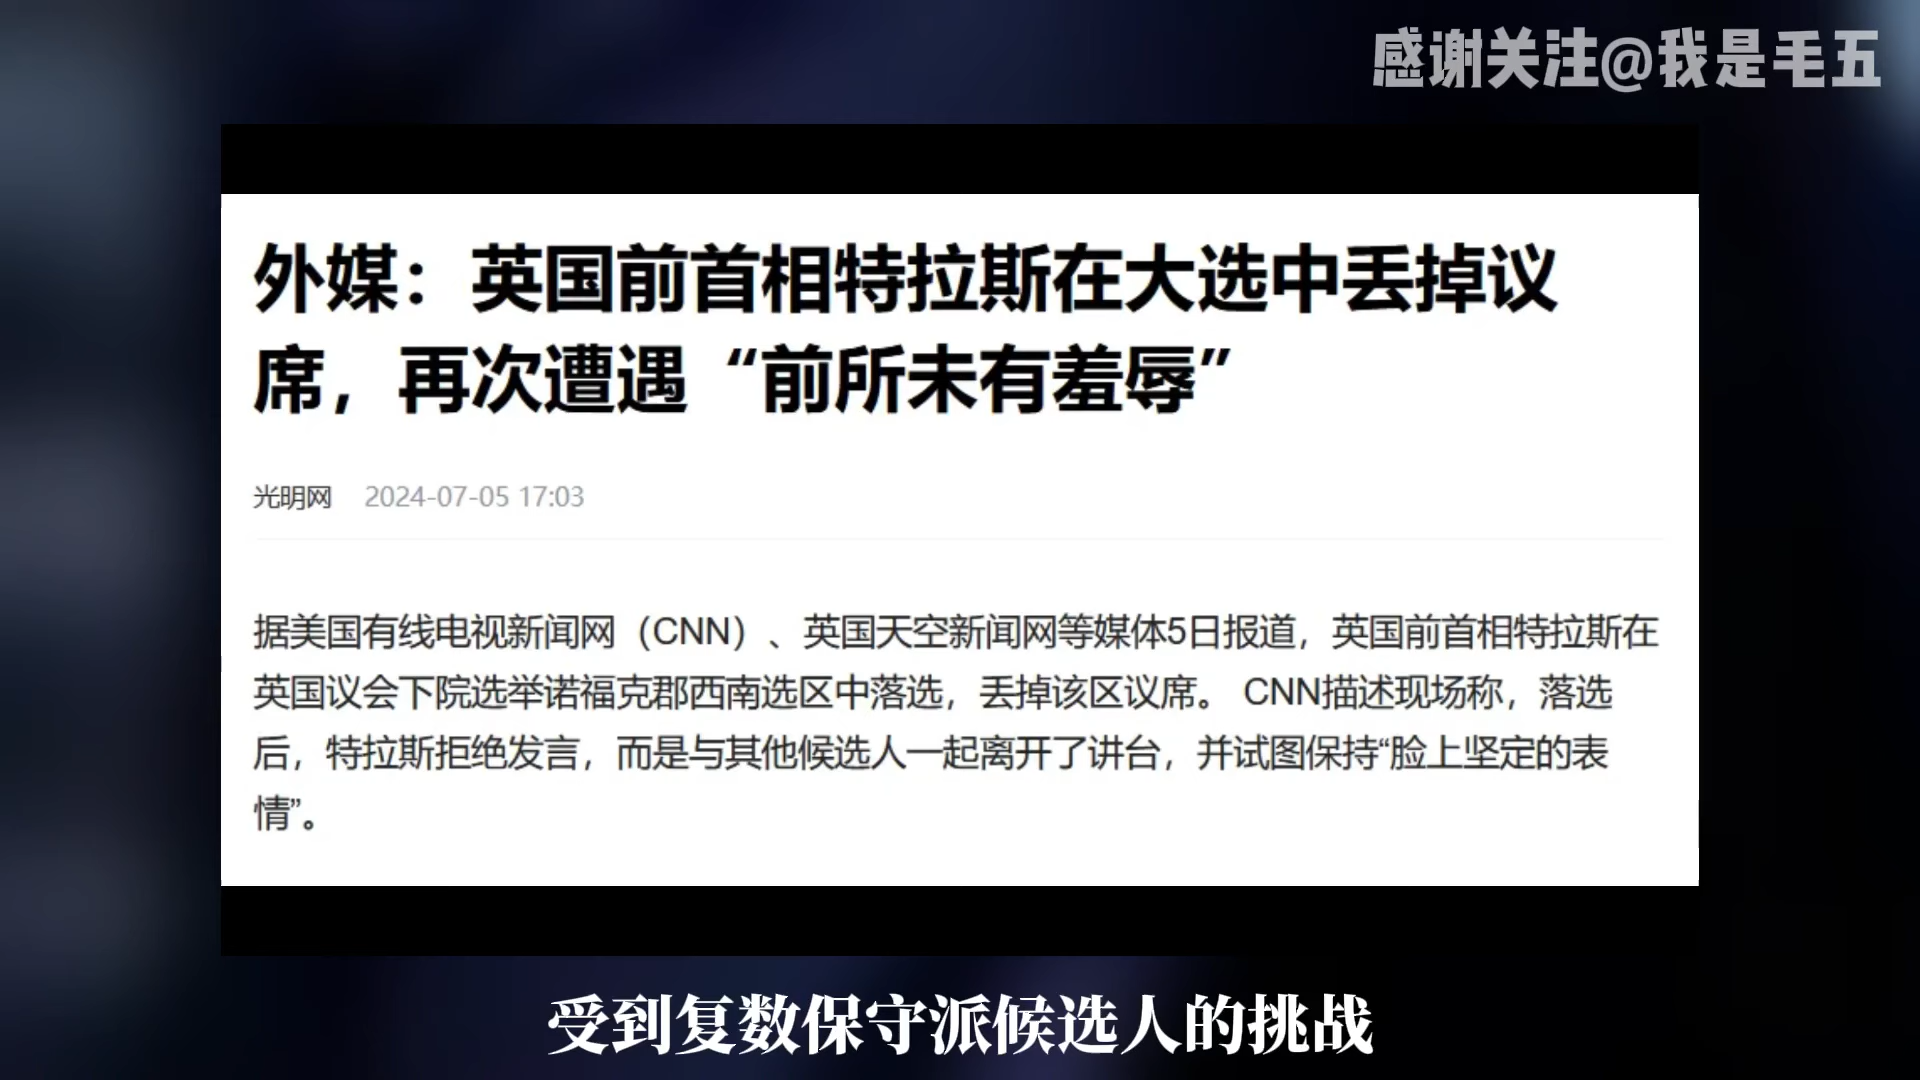 感谢关注@我是毛五
外媒：英国前首相特拉斯在大选中丢掉议
席，再次遭遇“前所未有羞辱”
光明网 2024-07-05 17:03
据美国有线电视新闻网（CNN）、英国天空新闻网等媒体5日报道，英国前首相特拉斯在
英国议会下院选举诺福克郡西南选区中落选，丢掉该区议席。 CNN描述现场称，落选
后，特拉斯拒绝发言，而是与其他候选人一起离开了讲台，并试图保持“脸上坚定的表
情”。
受到复数保守派候选人的挑战